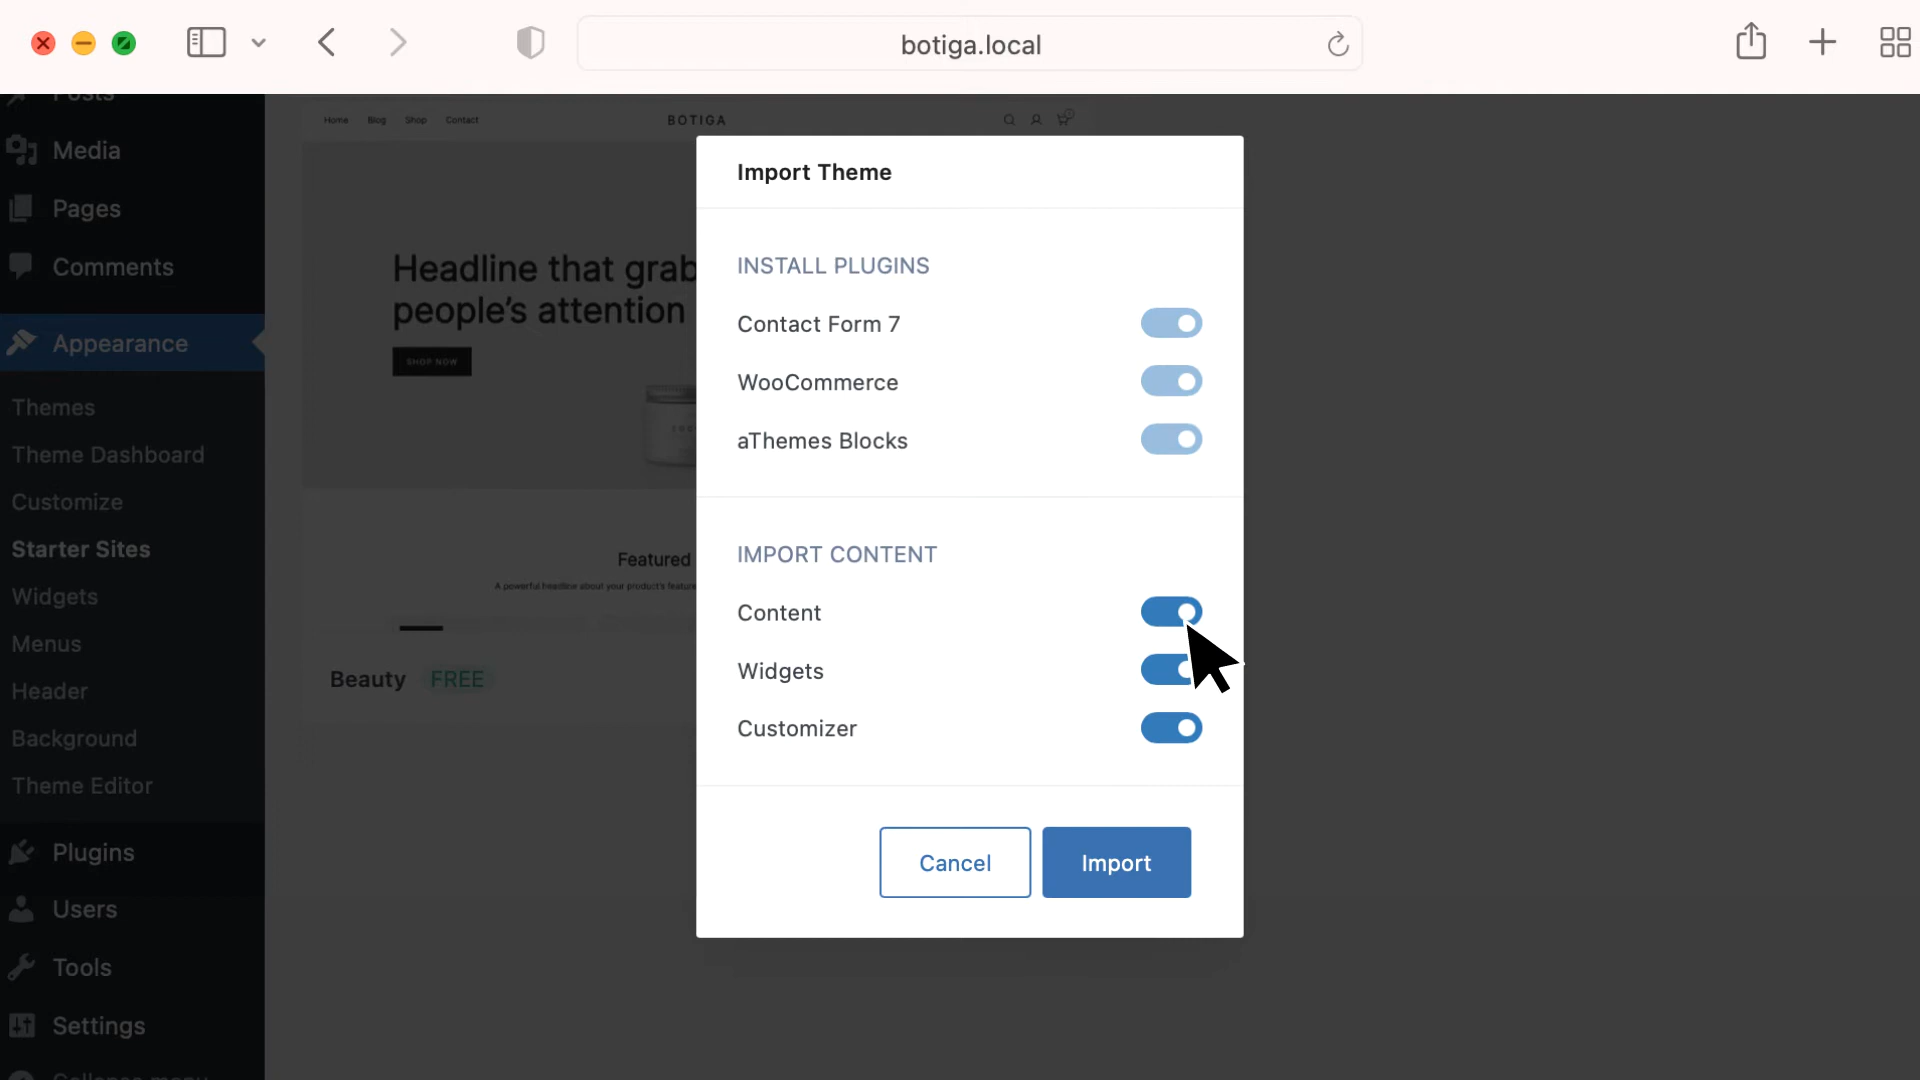 botiga.local
Posts
Media
Pages
Comments
Appearance
Themes
Theme Dashboard
Customize
Starter Sites
Widgets
Menus
Header
Background
Theme Editor
Plugins
Users
Tools
Settings
Collapse menu
Home Blog Shop Contact
BOTIGA
Headline that grab
people's attention
SHOP NOW
Featured
A powerful headline about your product's feature
Beauty FREE
Import Theme
INSTALL PLUGINS
Contact Form 7
WooCommerce
aThemes Blocks
IMPORT CONTENT
Content
Widgets
Customizer
Cancel
Import